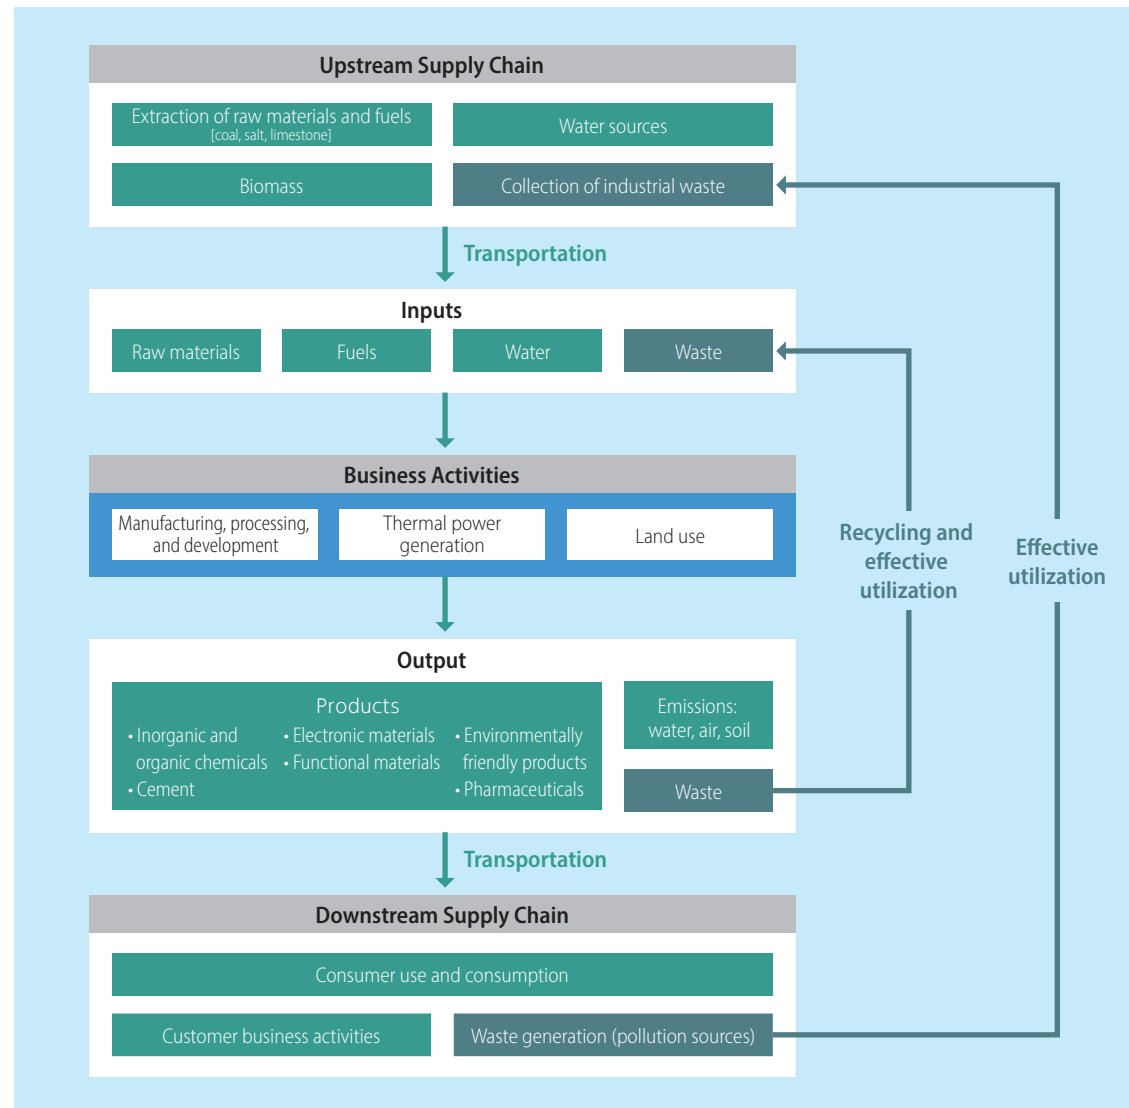 Upstream Supply Chain
Extraction of raw materials and fuels
[coal, salt, limestone]
Water sources
Biomass
Collection of industrial waste
Transportation
Inputs
Raw materials
Fuels
Water
Waste
Business Activities
Manufacturing, processing,
and development
Thermal power
generation
Land use
Recycling and
effective
utilization
Effective
utilization
Output
Products
• Inorganic and
organic chemicals
• Cement
• Electronic materials
• Functional materials
• Environmentally
friendly products
• Pharmaceuticals
Emissions:
water, air, soil
Waste
Transportation
Downstream Supply Chain
Consumer use and consumption
Customer business activities
Waste generation (pollution sources)